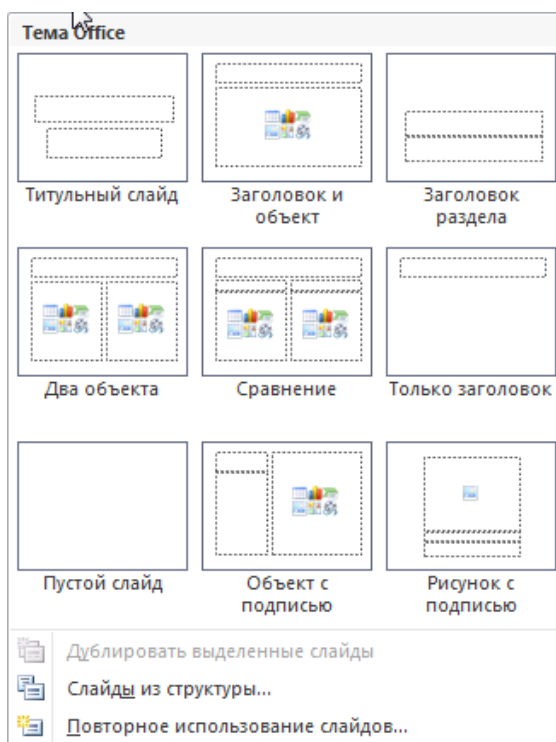 Тема Office
Титульный слайд
Заголовок и
объект
Заголовок
раздела
Два объекта
Сравнение
Только заголовок
Пустой слайд
Объект с
подписью
Рисунок с
подписью
Дублировать выделенные слайды
Слайды из структуры...
Повторное использование слайдов...